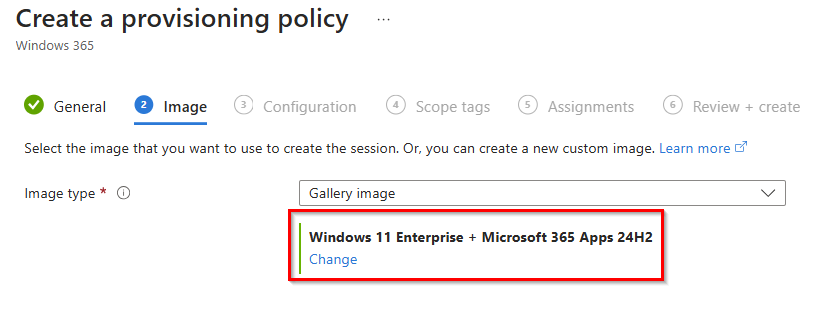 Create a provisioning policy ...
Windows 365
General 2 Image 3 Configuration 4 Scope tags 5 Assignments 6 Review + create
Select the image that you want to use to create the session. Or, you can create a new custom image. Learn more
Image type * Gallery image
Windows 11 Enterprise + Microsoft 365 Apps 24H2
Change